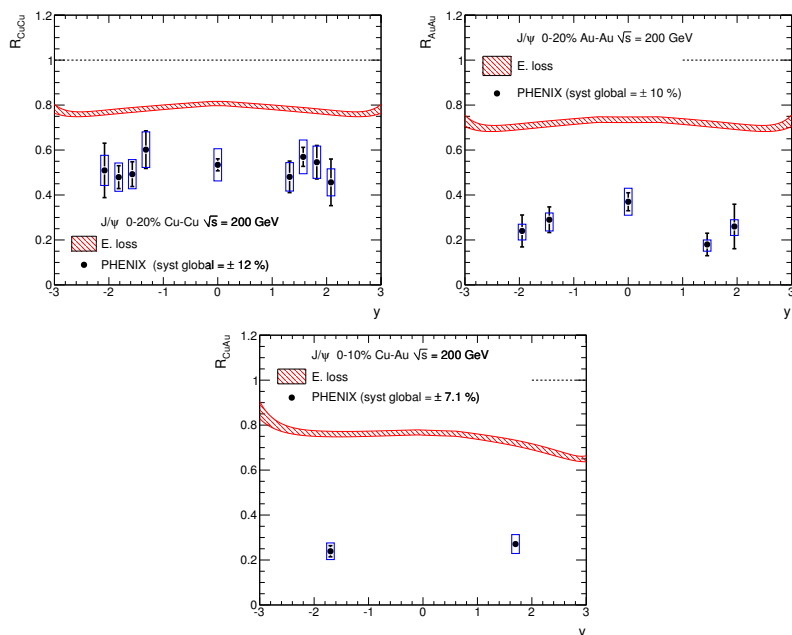 R_CuCu
1.2
1
0.8
0.6
0.4
0.2
0
J/ψ 0-20% Cu-Cu √s = 200 GeV
E. loss
PHENIX (syst global = ± 12 %)
-3 -2 -1 0 1 2 3
y
R_AuAu
1.2
1
0.8
0.6
0.4
0.2
0
J/ψ 0-20% Au-Au √s = 200 GeV
E. loss
PHENIX (syst global = ± 10 %)
-3 -2 -1 0 1 2 3
y
R_CuAu
1.2
1
0.8
0.6
0.4
0.2
0
J/ψ 0-10% Cu-Au √s = 200 GeV
E. loss
PHENIX (syst global = ± 7.1 %)
-3 -2 -1 0 1 2 3
y